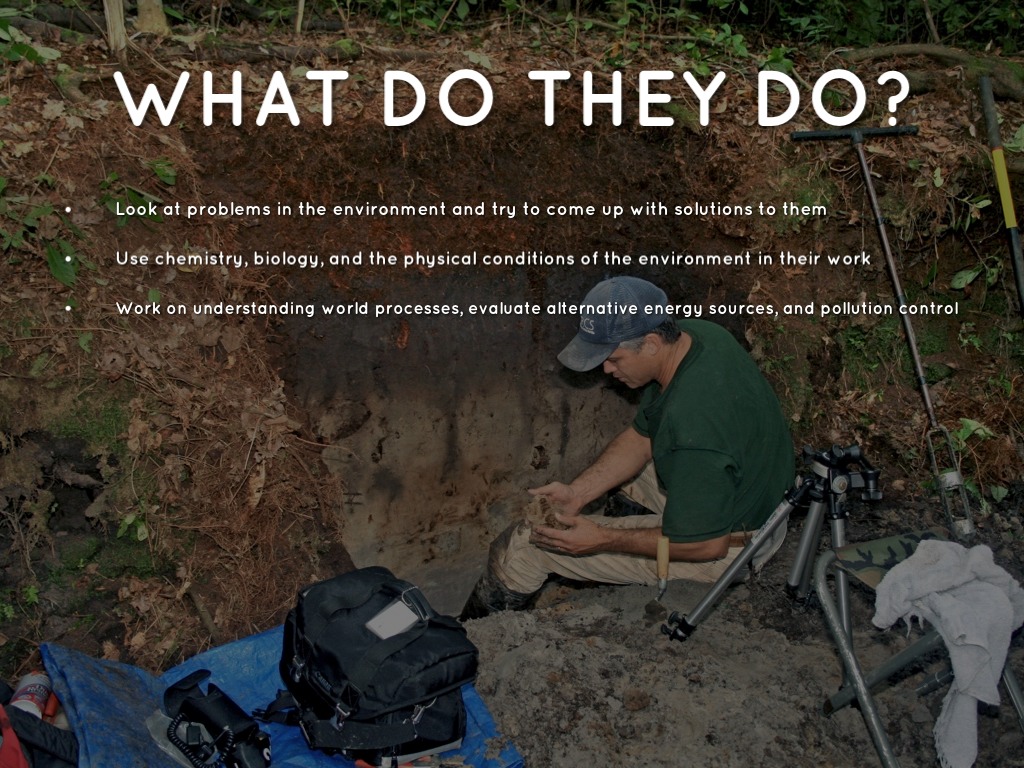 WHAT DO THEY DO?
• Look at problems in the environment and try to come up with solutions to them
• Use chemistry, biology, and the physical conditions of the environment in their work
• Work on understanding world processes, evaluate alternative energy sources, and pollution control